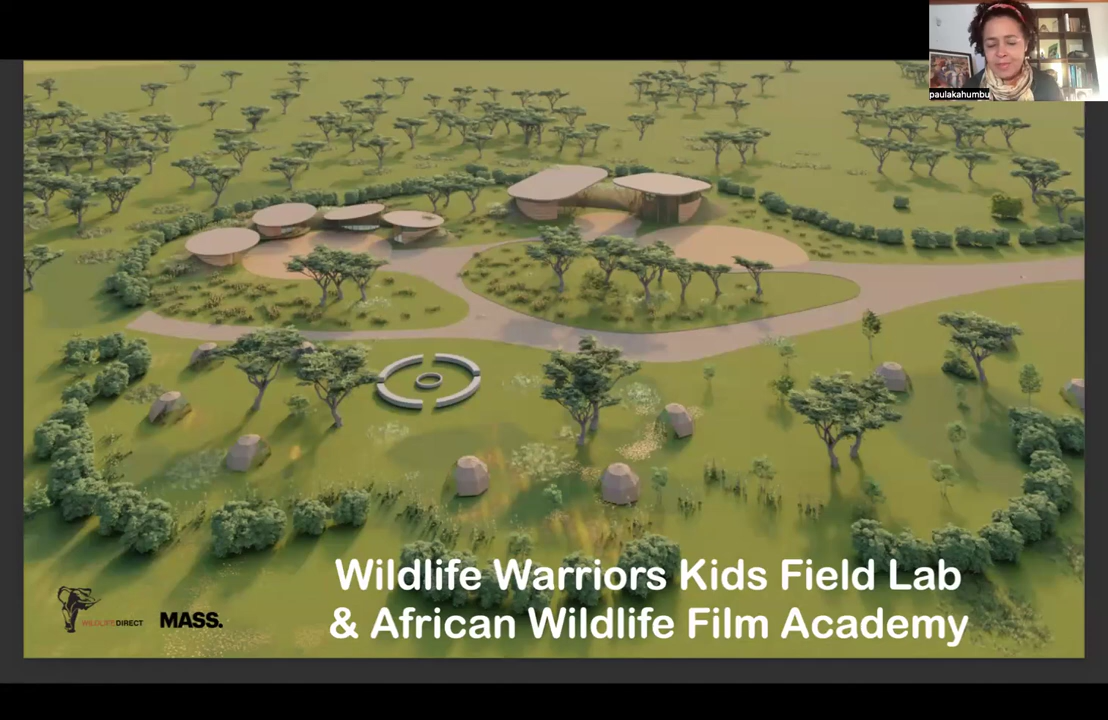 paulakahumbu
Wildlife Warriors Kids Field Lab
& African Wildlife Film Academy
WILDLIFEDIRECT
MASS.